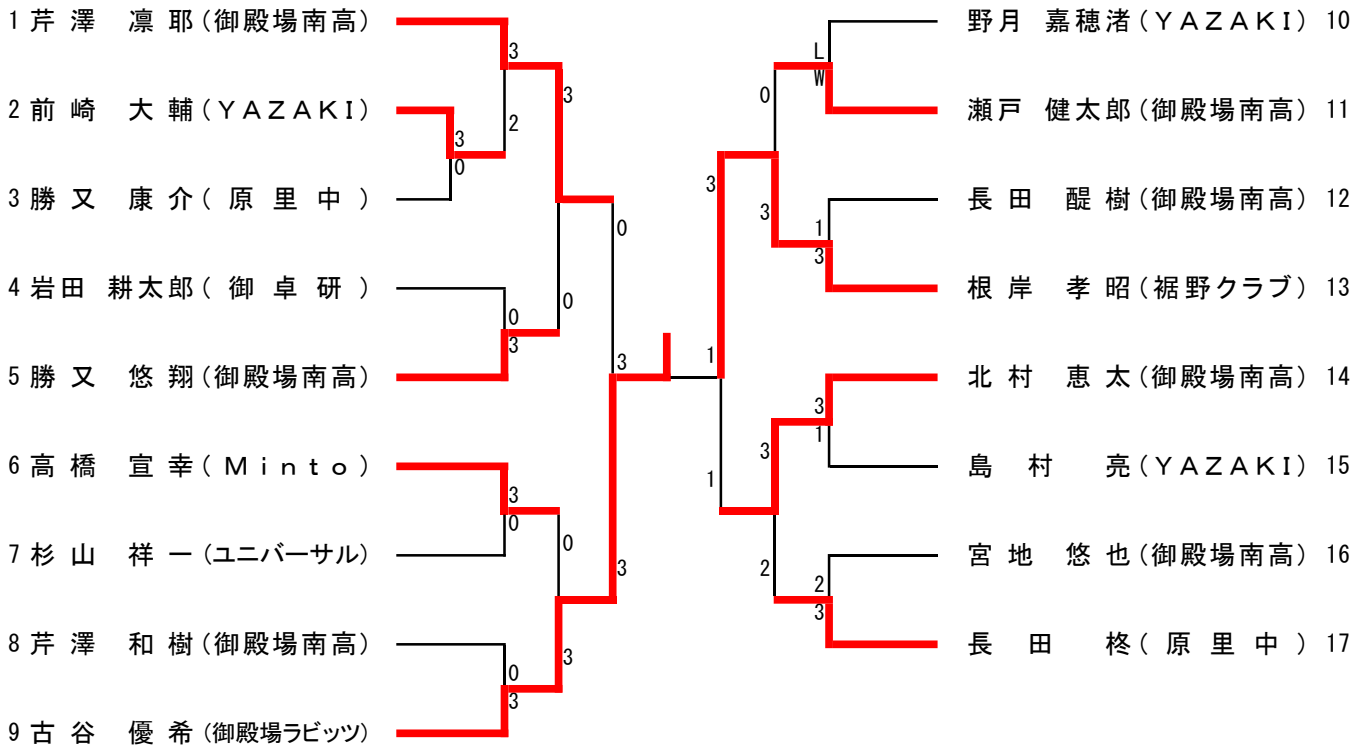 1 芹澤 凛耶(御殿場南高)
2 前崎 大輔(YAZAKI)
3 勝又 康介(原里中)
4 岩田 耕太郎(御卓研)
5 勝又 悠翔(御殿場南高)
6 高橋 宣幸(Minto)
7 杉山 祥一(ユニバーサル)
8 芹澤 和樹(御殿場南高)
9 古谷 優希(御殿場ラビッツ)
3
2
3
0
3
0
0
3
0
3
0
0
3
3
0
3
3
1
3
1
0
3
L
W
1
3
3
2
3
1
2
3
野月 嘉穂渚(YAZAKI) 10
瀬戸 健太郎(御殿場南高) 11
長田 醍樹(御殿場南高) 12
根岸 孝昭(裾野クラブ) 13
北村 恵太(御殿場南高) 14
島村 亮(YAZAKI) 15
宮地 悠也(御殿場南高) 16
長田 柊(原里中) 17